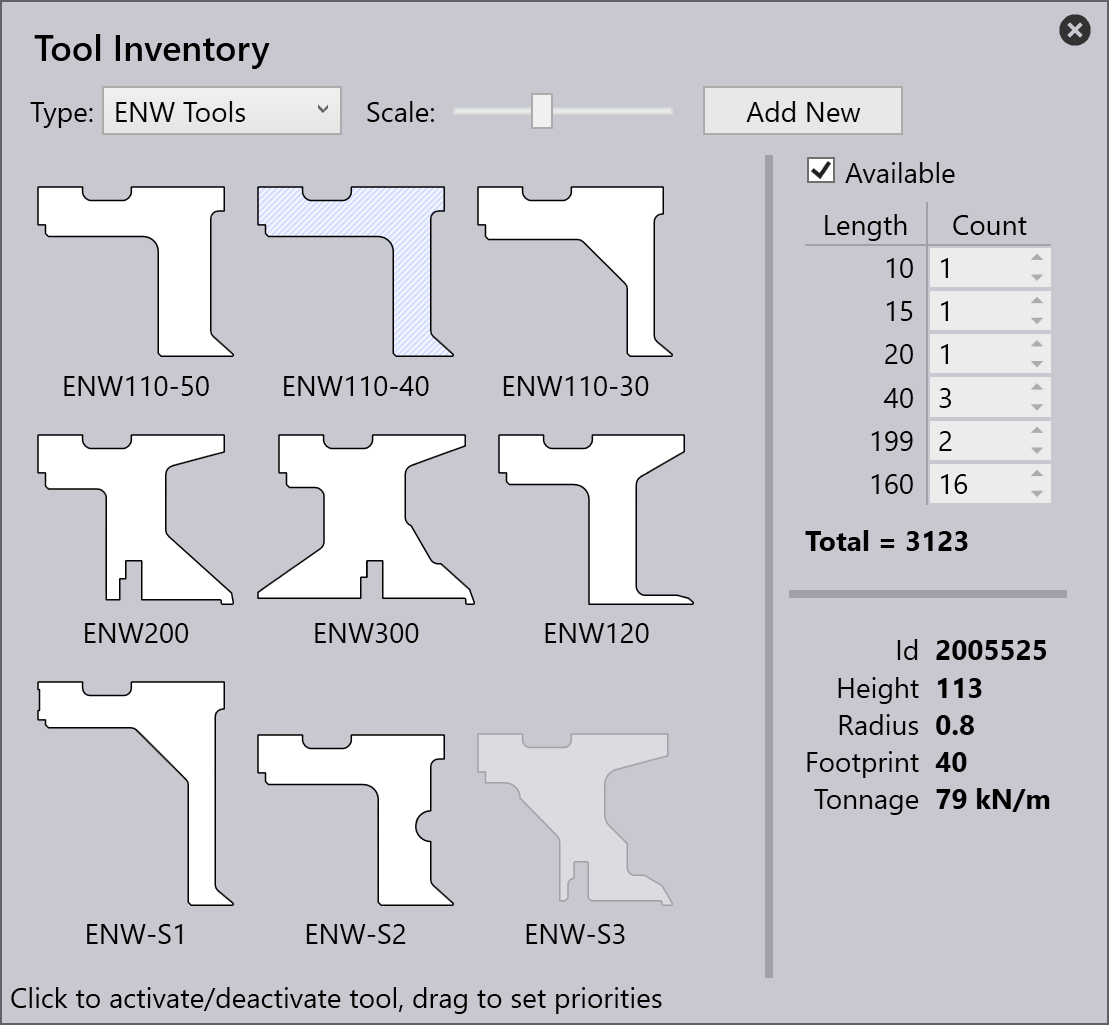 Tool Inventory
Type: ENW Tools Scale: Add New
ENW110-50 ENW110-40 ENW110-30
ENW200 ENW300 ENW120
ENW-S1 ENW-S2 ENW-S3
Available
Length Count
10 1
15 1
20 1
40 3
199 2
160 16
Total = 3123
Id 2005525
Height 113
Radius 0.8
Footprint 40
Tonnage 79 kN/m
Click to activate/deactivate tool, drag to set priorities